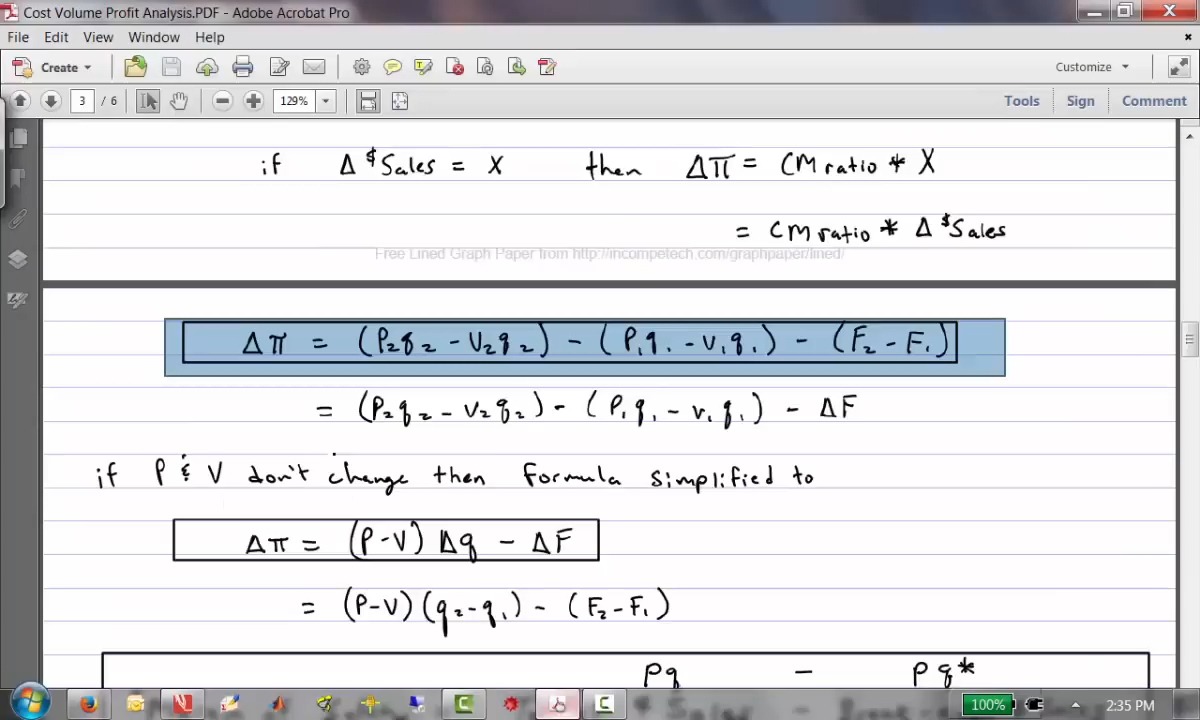 Cost Volume Profit Analysis.PDF - Adobe Acrobat Pro
File Edit View Window Help
Create
Customize
3 / 6
129%
Tools Sign Comment
if Δ $Sales = X then Δπ = CM ratio * X
= CM ratio * Δ $Sales
Free Lined Graph Paper from http://incompetech.com/graphpaper/lined/
Δπ = (P₂q₂ - V₂q₂) - (P₁q₁ - V₁q₁) - (F₂ - F₁)
= (P₂q₂ - V₂q₂) - (P₁q₁ - V₁q₁) - ΔF
if P & V don't change then formula simplified to
Δπ = (P-V) Δq - ΔF
= (P-V) (q₂-q₁) - (F₂-F₁)
Pq - Pq*
100% 2:35 PM